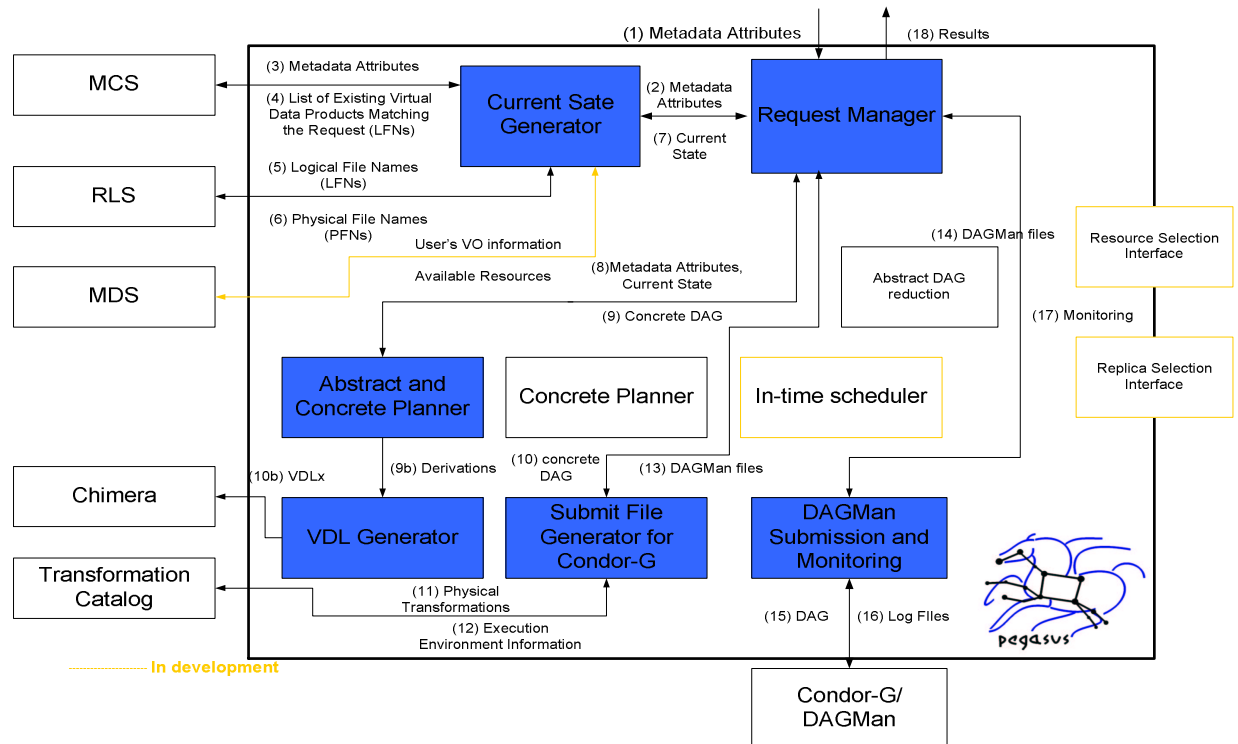 (1) Metadata Attributes
(18) Results
MCS
(3) Metadata Attributes
(4) List of Existing Virtual
Data Products Matching
the Request (LFNs)
Current Sate
Generator
(2) Metadata
Attributes
(7) Current
State
Request Manager
RLS
(5) Logical File Names
(LFNs)
(6) Physical File Names
(PFNs)
User's VO information
Available Resources
MDS
(8)Metadata Attributes,
Current State
(9) Concrete DAG
(14) DAGMan files
Abstract DAG
reduction
Resource Selection
Interface
(17) Monitoring
Replica Selection
Interface
Abstract and
Concrete Planner
Concrete Planner
In-time scheduler
Chimera
(10b) VDLx
(9b) Derivations
(10) concrete
DAG
(13) DAGMan files
VDL Generator
Submit File
Generator for
Condor-G
DAGMan
Submission and
Monitoring
Transformation
Catalog
(11) Physical
Transformations
(12) Execution
Environment Information
(15) DAG
(16) Log FIles
pegasus
In development
Condor-G/
DAGMan